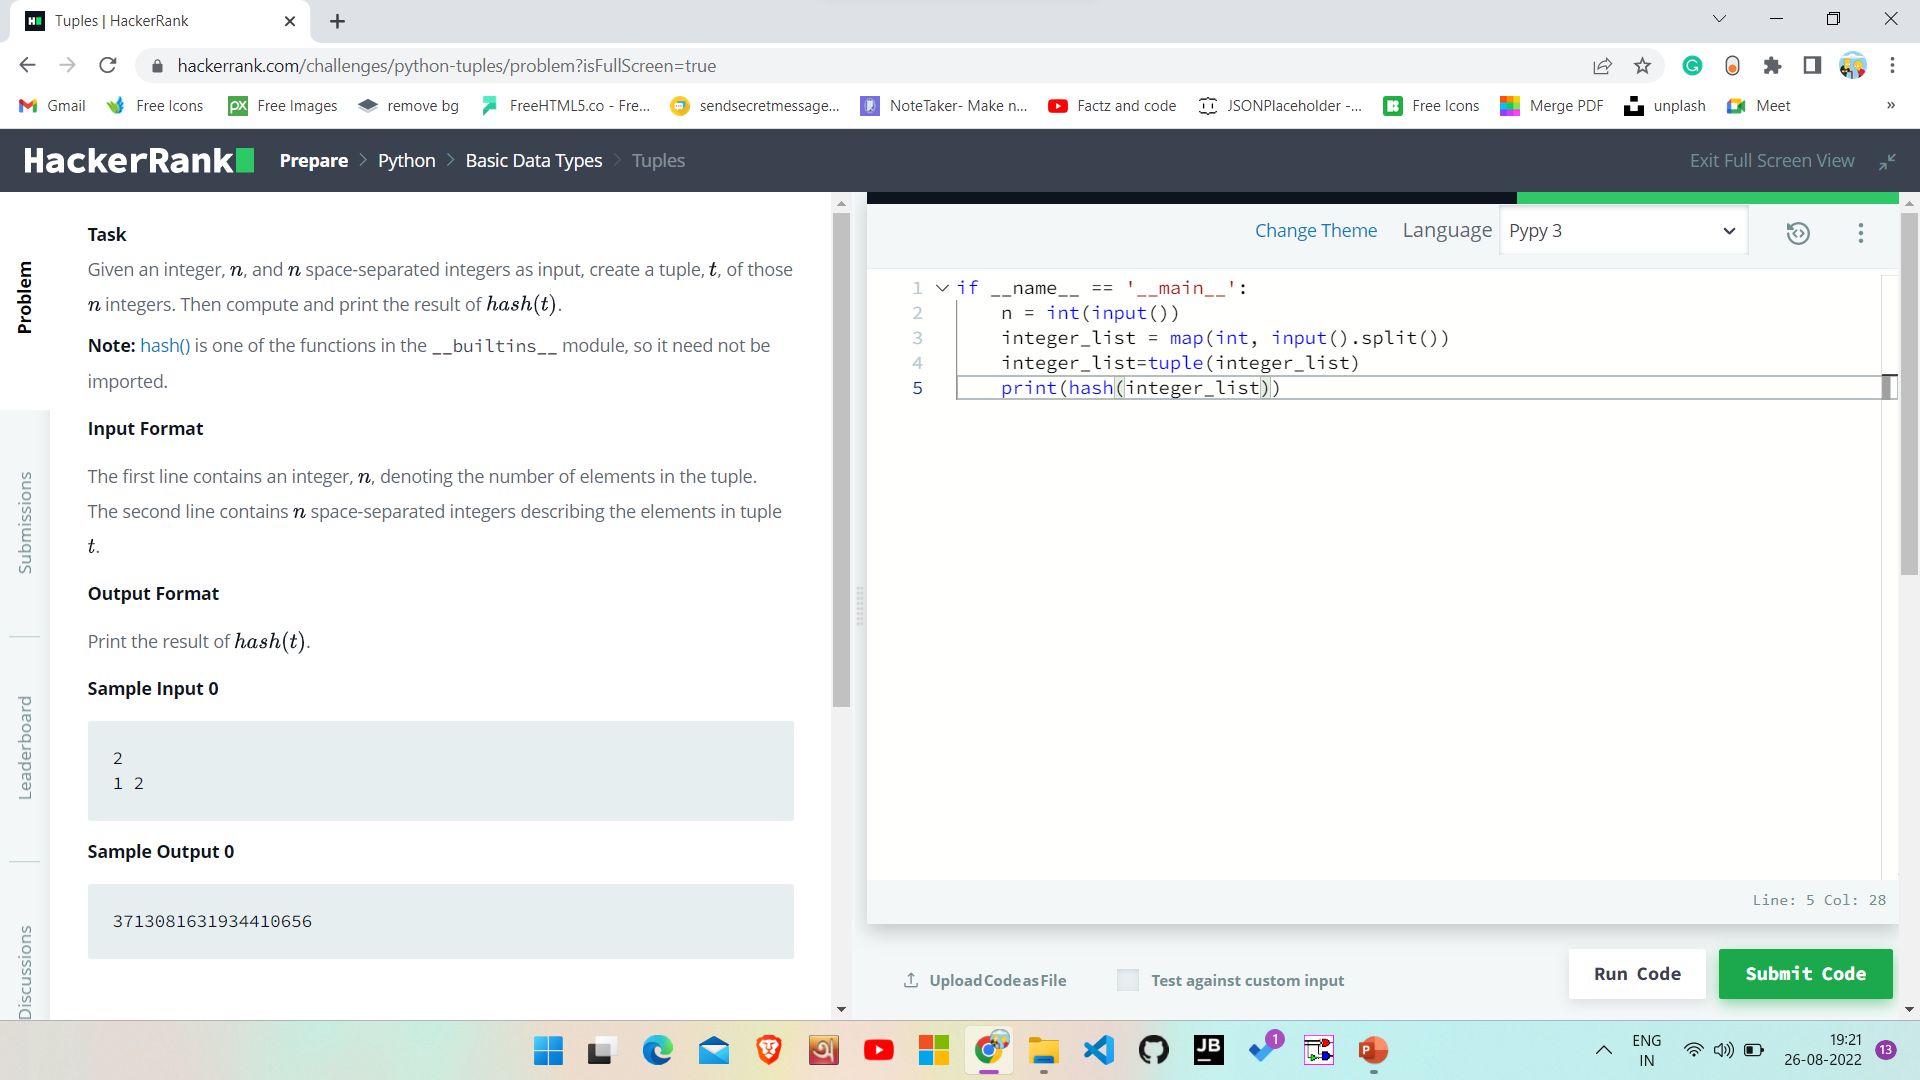 Tuples | HackerRank
hackerrank.com/challenges/python-tuples/problem?isFullScreen=true
Gmail Free Icons Free Images remove bg FreeHTML5.co - Fre... sendsecretmessage... NoteTaker- Make n... Factz and code JSONPlaceholder -... Free Icons Merge PDF unplash Meet »
HackerRank Prepare > Python > Basic Data Types > Tuples Exit Full Screen View
Problem
Submissions
Leaderboard
Discussions
Task
Given an integer, n, and n space-separated integers as input, create a tuple, t, of those
n integers. Then compute and print the result of hash(t).
Note: hash() is one of the functions in the __builtins__ module, so it need not be
imported.
Input Format
The first line contains an integer, n, denoting the number of elements in the tuple.
The second line contains n space-separated integers describing the elements in tuple
t.
Output Format
Print the result of hash(t).
Sample Input 0
2
1 2
Sample Output 0
3713081631934410656
Change Theme Language Pypy 3
1 if __name__ == '__main__':
2 n = int(input())
3 integer_list = map(int, input().split())
4 integer_list=tuple(integer_list)
5 print(hash(integer_list))
Line: 5 Col: 28
Upload Code as File Test against custom input Run Code Submit Code
JB
1
P
ENG
IN
19:21
26-08-2022
13